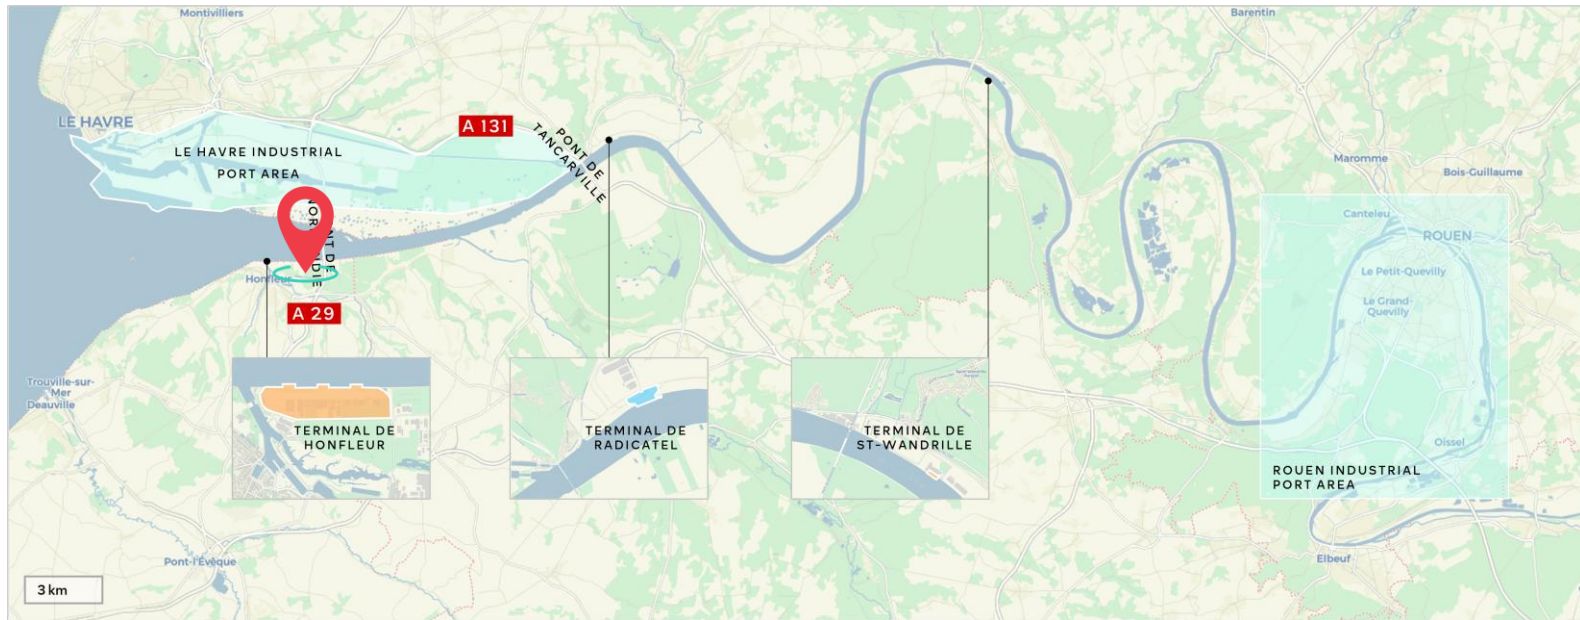 Montivilliers
Barentin
LE HAVRE
A 131
PONT DE
TANCARVILLE
LE HAVRE INDUSTRIAL
PORT AREA
Maromme
Bois-Guillaume
Canteleu
ROUEN
Le Petit-Quevilly
Le Grand-
Quevilly
Honfleur
A 29
Trouville-sur-
Mer
Deauville
TERMINAL DE
HONFLEUR
TERMINAL DE
RADICATEL
TERMINAL DE
ST-WANDRILLE
Oissel
ROUEN INDUSTRIAL
PORT AREA
Pont-l'Évêque
Elbeuf
3 km